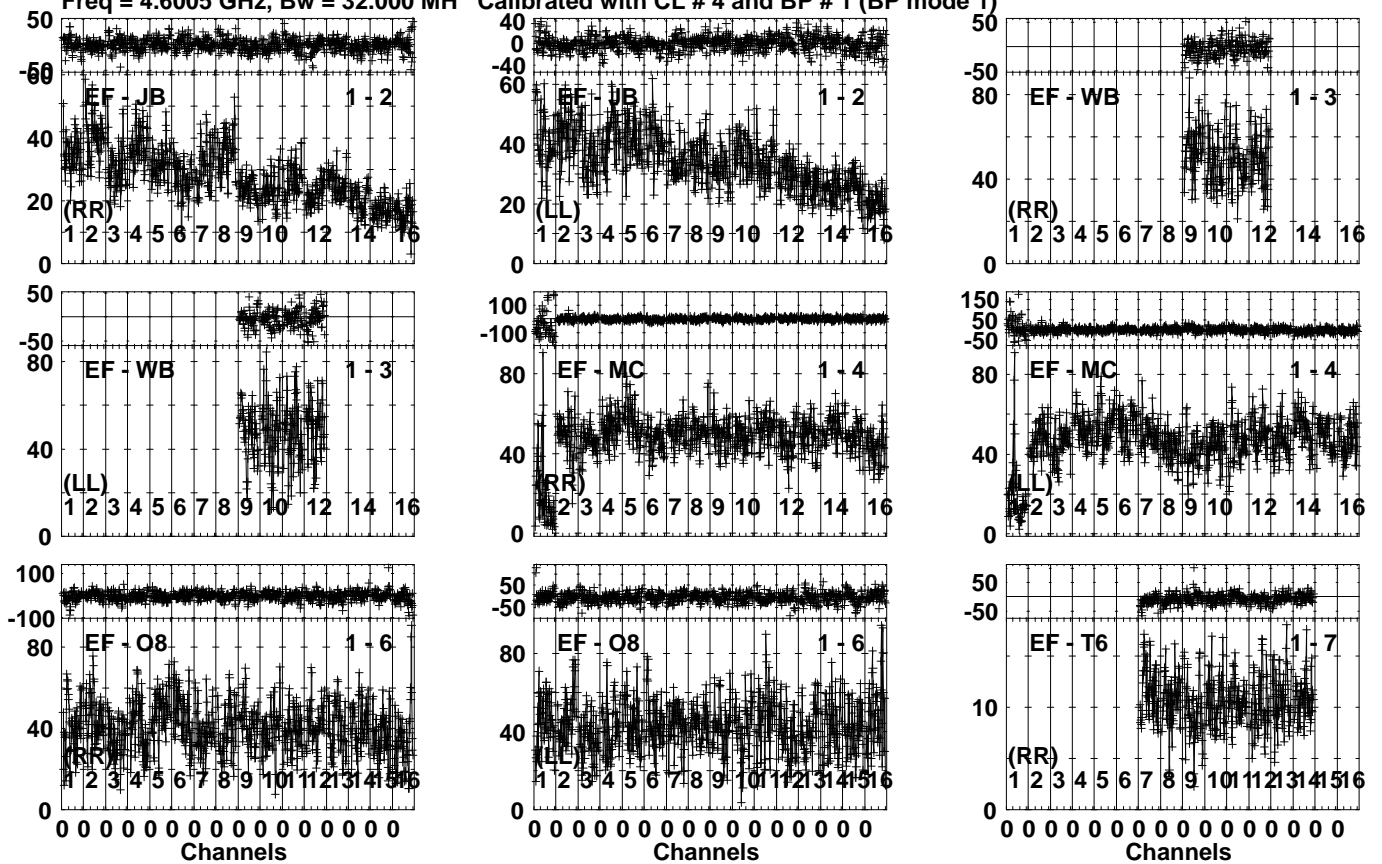 Freq = 4.6005 GHz, Bw = 32.000 MH Calibrated with CL # 4 and BP # 1 (BP mode 1)
50
-50
60
40
20
0
EF - JB 1 - 2
(RR)
1 2 3 4 5 6 7 8 9 10 12 14 16
40
0
-40
60
40
20
0
EF - JB 1 - 2
(LL)
1 2 3 4 5 6 7 8 9 10 12 14 16
50
-50
80
40
0
EF - WB 1 - 3
(RR)
1 2 3 4 5 6 7 8 9 10 12 14 16
50
-50
80
40
0
EF - WB 1 - 3
(LL)
1 2 3 4 5 6 7 8 9 10 12 14 16
100
-100
80
40
0
EF - MC 1 - 4
(RR)
2 3 4 5 6 7 8 9 10 12 14 16
150
50
-50
80
40
0
EF - MC 1 - 4
(LL)
2 3 4 5 6 7 8 9 10 12 14 16
100
-100
80
40
0
EF - O8 1 - 6
(RR)
1 2 3 4 5 6 7 8 9 10 11 12 13 14 15 16
0 0 0 0 0 0 0 0 0 0 0 0 0 0 0 0
Channels
50
-50
80
40
0
EF - O8 1 - 6
(LL)
1 2 3 4 5 6 7 8 9 10 11 12 13 14 15 16
0 0 0 0 0 0 0 0 0 0 0 0 0 0 0 0
Channels
50
-50
10
0
EF - T6 1 - 7
(RR)
1 2 3 4 5 6 7 8 9 10 11 12 13 14 15 16
0 0 0 0 0 0 0 0 0 0 0 0 0 0 0 0
Channels